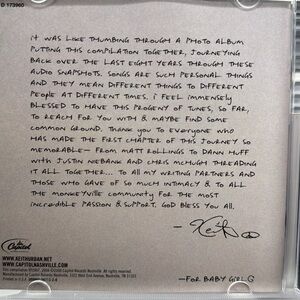 D 173960
IT WAS LIKE THUMBING THROUGH A PHOTO ALBUM
PUTTING THIS COMPILATION TOGETHER, JOURNEYING
BACK OVER THE LAST EIGHT YEARS THROUGH THESE
AUDIO SNAPSHOTS. SONGS ARE SUCH PERSONAL THINGS
AND THEY MEAN DIFFERENT THINGS TO DIFFERENT
PEOPLE AT DIFFERENT TIMES. I FEEL IMMENSELY
BLESSED TO HAVE THIS PROGENY OF TUNES, SO FAR,
TO REACH FOR YOU WITH & MAYBE FIND SOME
COMMON GROUND. THANK YOU TO EVERYONE WHO
HAS MADE THE FIRST CHAPTER OF THIS JOURNEY SO
MEMORABLE - FROM MATT ROLLINGS TO DANN HUFF
WITH JUSTIN NIEBANK AND CHRIS MCHUGH THREADING
IT ALL TOGETHER... TO ALL MY WRITING PARTNERS AND
THOSE WHO GAVE OF SO MUCH INTIMACY & TO ALL
THE MONKEYVILLE COMMUNITY FOR THE MOST
INCREDIBLE PASSION & SUPPORT. GOD BLESS YOU ALL.
- Keith
Capitol
WWW.KEITHURBAN.NET
WWW.CAPITOLNASHVILLE.COM
- FOR BABY GIRL